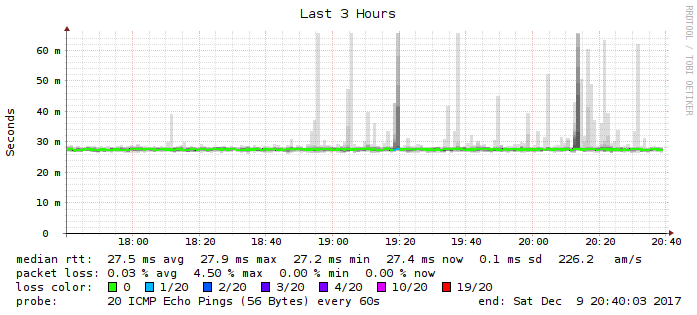 Last 3 Hours
RRDTOOL / TOBI OETIKER
Seconds
60 m
50 m
40 m
30 m
20 m
10 m
0
18:00 18:20 18:40 19:00 19:20 19:40 20:00 20:20 20:40
median rtt: 27.5 ms avg 27.9 ms max 27.2 ms min 27.4 ms now 0.1 ms sd 226.2 am/s
packet loss: 0.03 % avg 4.50 % max 0.00 % min 0.00 % now
loss color: 0 1/20 2/20 3/20 4/20 10/20 19/20
probe: 20 ICMP Echo Pings (56 Bytes) every 60s end: Sat Dec 9 20:40:03 2017